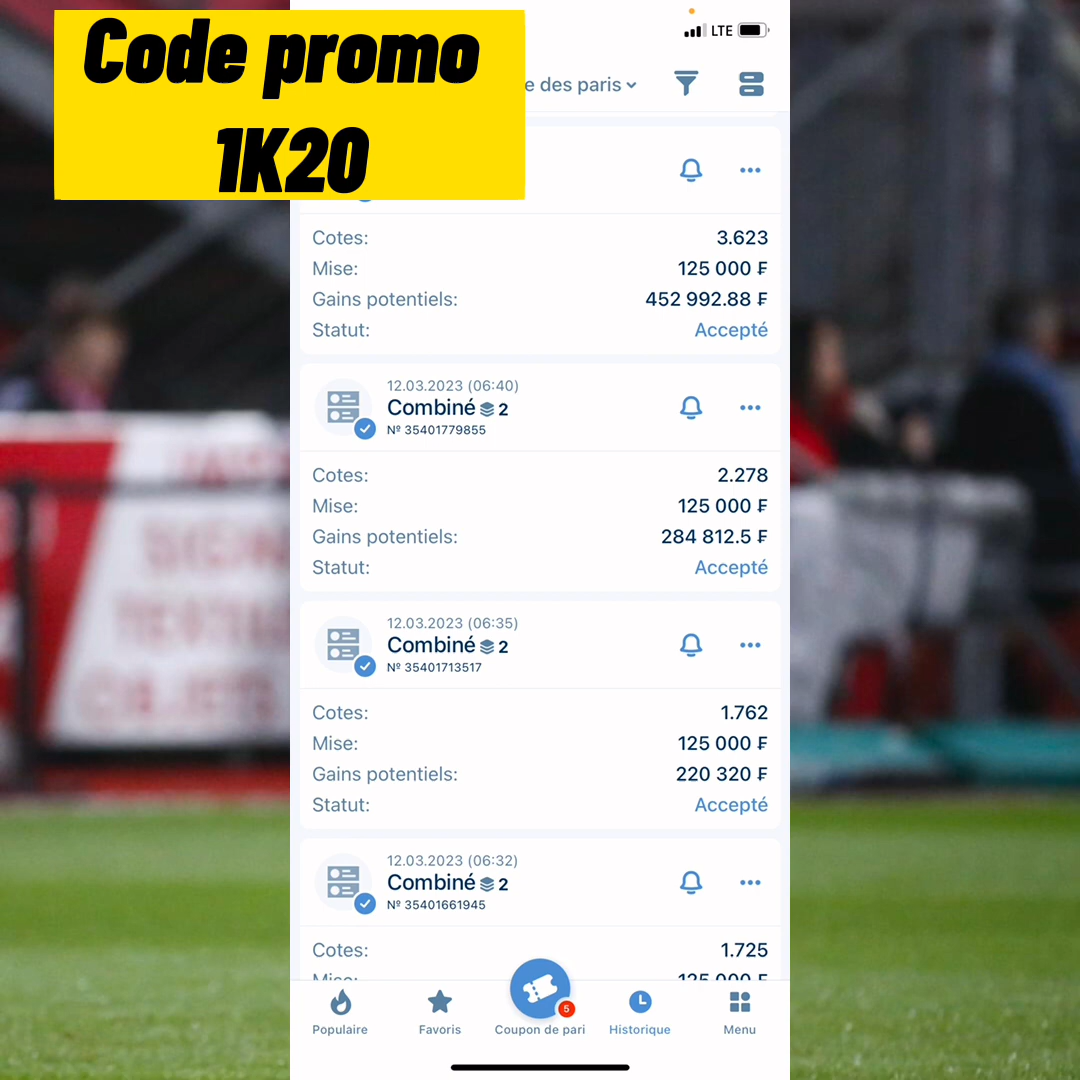 Code promo
1K20
LTE
e des paris
Cotes: 3.623
Mise: 125 000 ₣
Gains potentiels: 452 992.88 ₣
Statut: Accepté
12.03.2023 (06:40)
Combiné 2
Nº 35401779855
Cotes: 2.278
Mise: 125 000 ₣
Gains potentiels: 284 812.5 ₣
Statut: Accepté
12.03.2023 (06:35)
Combiné 2
Nº 35401713517
Cotes: 1.762
Mise: 125 000 ₣
Gains potentiels: 220 320 ₣
Statut: Accepté
12.03.2023 (06:32)
Combiné 2
Nº 35401661945
Cotes: 1.725
Mise: 125 000 ₣
5
Populaire Favoris Coupon de pari Historique Menu